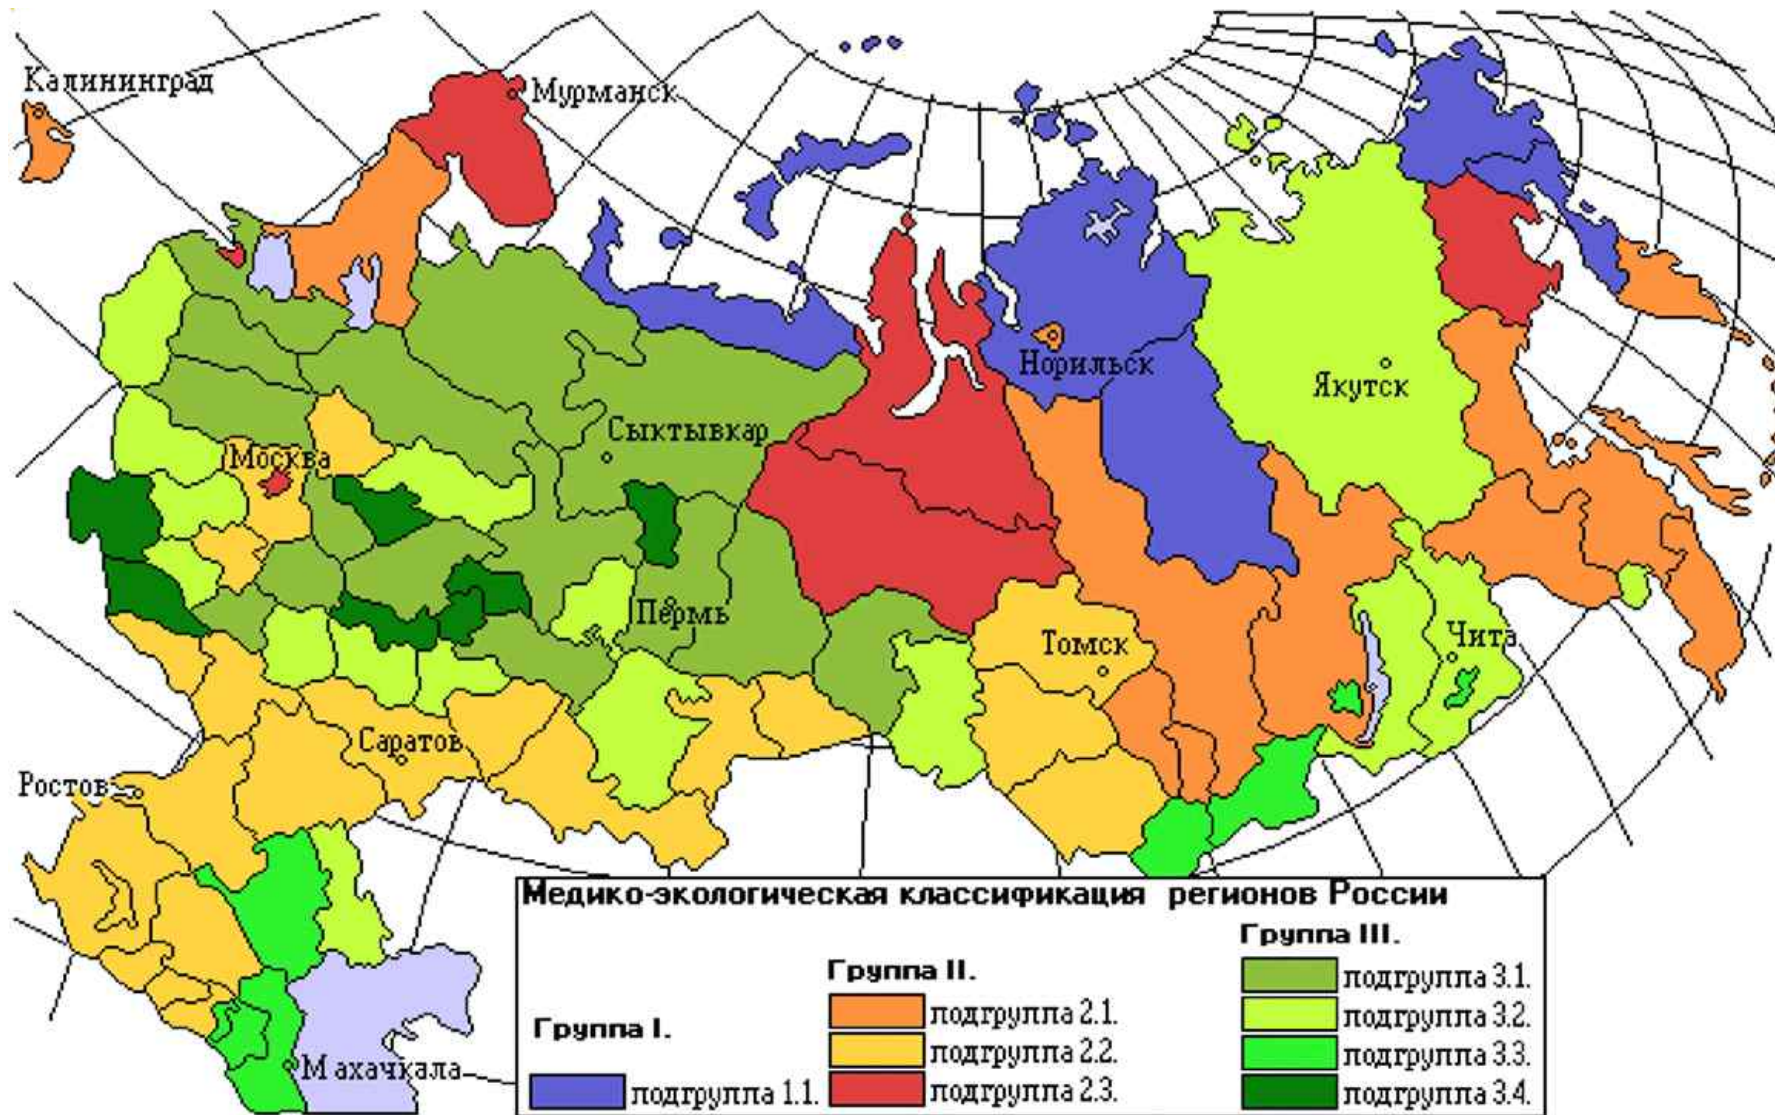 Калининград
Мурманск
Норильск
Якутск
Сыктывкар
Москва
Пермь
Томск
Чита
Саратов
Ростов
Махачкала
Медико-экологическая классификация регионов России
Группа I.
подгруппа 1.1.
Группа II.
подгруппа 2.1.
подгруппа 2.2.
подгруппа 2.3.
Группа III.
подгруппа 3.1.
подгруппа 3.2.
подгруппа 3.3.
подгруппа 3.4.